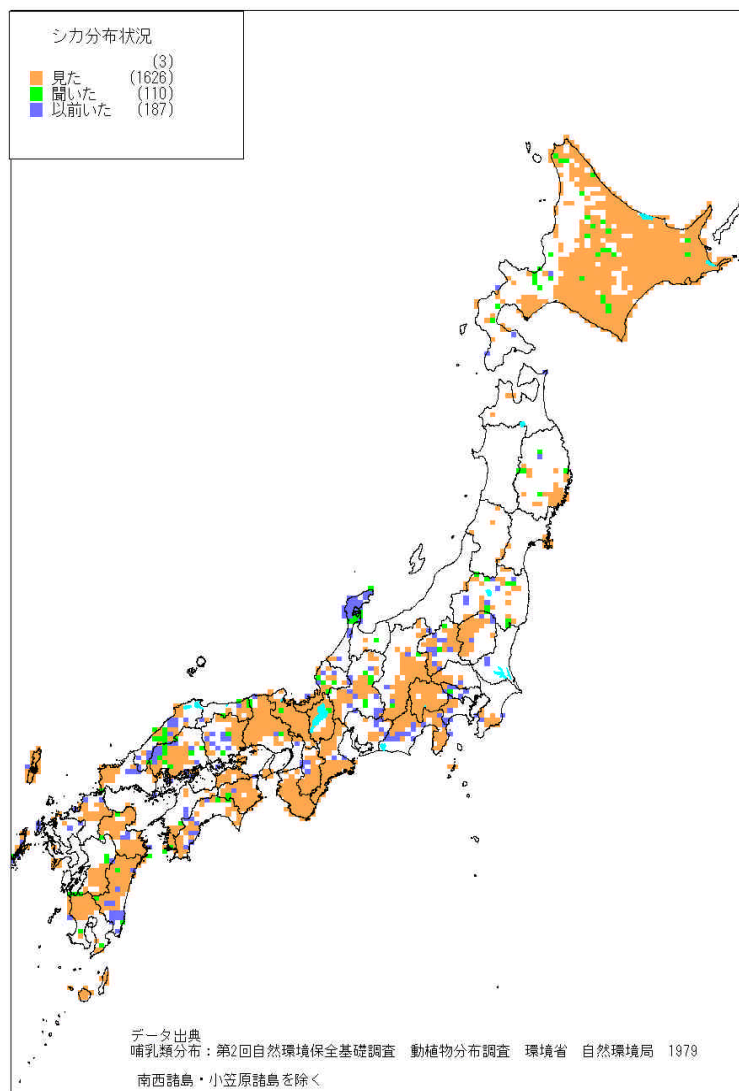 シカ分布状況
(3)
見た (1626)
聞いた (110)
以前いた (187)
データ出典
哺乳類分布：第2回自然環境保全基礎調査 動植物分布調査 環境省 自然環境局 1979
南西諸島・小笠原諸島を除く